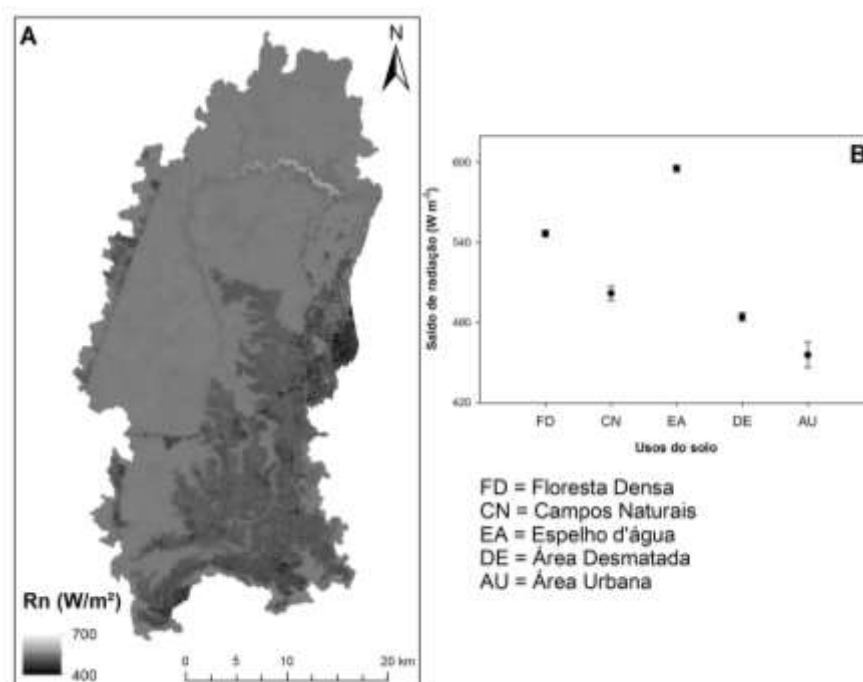 A
N
Rn (W/m²)
700
400
0 5 10 20 km
B
Saldo de radiação (W m⁻²)
600
540
480
420
FD CN EA DE AU
Usos do solo
FD = Floresta Densa
CN = Campos Naturais
EA = Espelho d'água
DE = Área Desmatada
AU = Área Urbana